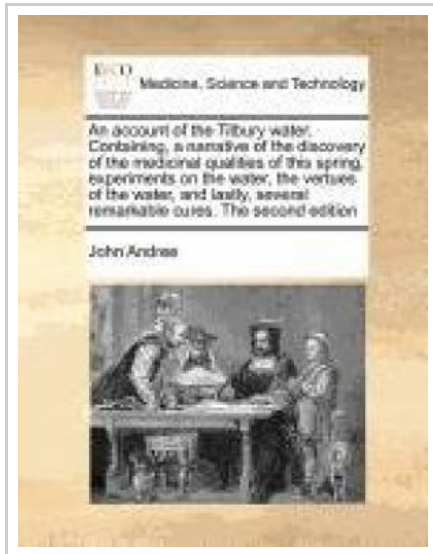 ECCO
Medicine, Science and Technology
An account of the Tilbury water.
Containing, a narrative of the discovery
of the medicinal qualities of this spring,
experiments on the water, the vertues
of the water, and lastly, several
remarkable cures. The second edition
John Andree